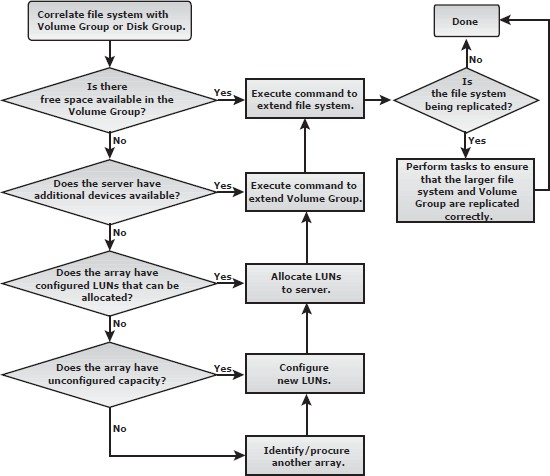 Correlate file system with
Volume Group or Disk Group.
Is there
free space available in the
Volume Group?
Yes
No
Execute command to
extend file system.
Is
the file system
being replicated?
No
Done
Yes
Perform tasks to ensure
that the larger file
system and Volume
Group are replicated
correctly.
Does the server have
additional devices available?
Yes
No
Execute command to
extend Volume Group.
Does the array have
configured LUNs that can be
allocated?
Yes
No
Allocate LUNs
to server.
Does the array have
unconfigured capacity?
Yes
No
Configure
new LUNs.
Identify/procure
another array.